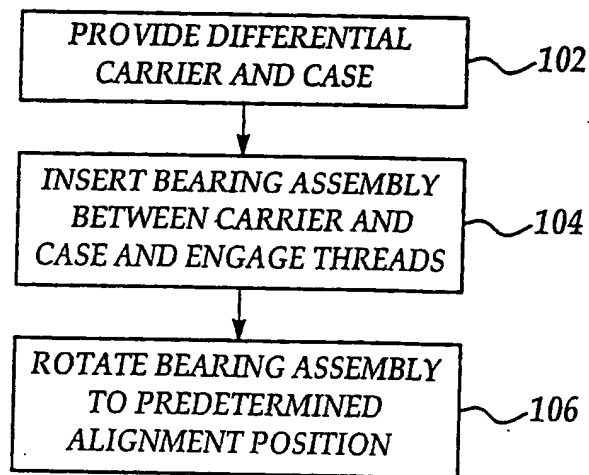 PROVIDE DIFFERENTIAL
CARRIER AND CASE
102
INSERT BEARING ASSEMBLY
BETWEEN CARRIER AND
CASE AND ENGAGE THREADS
104
ROTATE BEARING ASSEMBLY
TO PREDETERMINED
ALIGNMENT POSITION
106